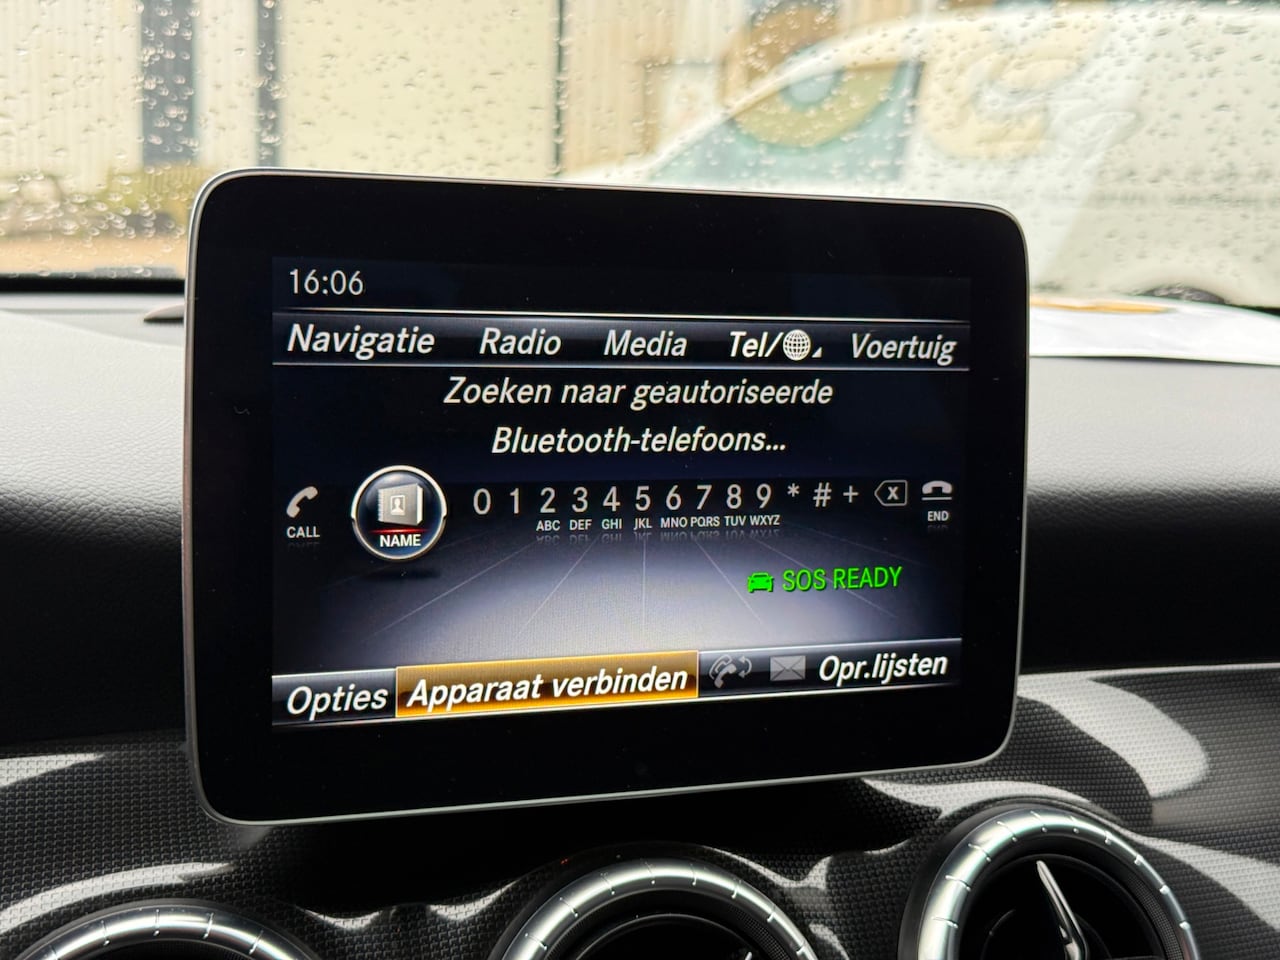 16:06
Navigatie Radio Media Tel/ Voertuig
Zoeken naar geautoriseerde
Bluetooth-telefoons...
0 1 2 3 4 5 6 7 8 9 * # +
ABC DEF GHI JKL MNO PQRS TUV WXYZ
CALL NAME END
SOS READY
Opties Apparaat verbinden Opr.lijsten